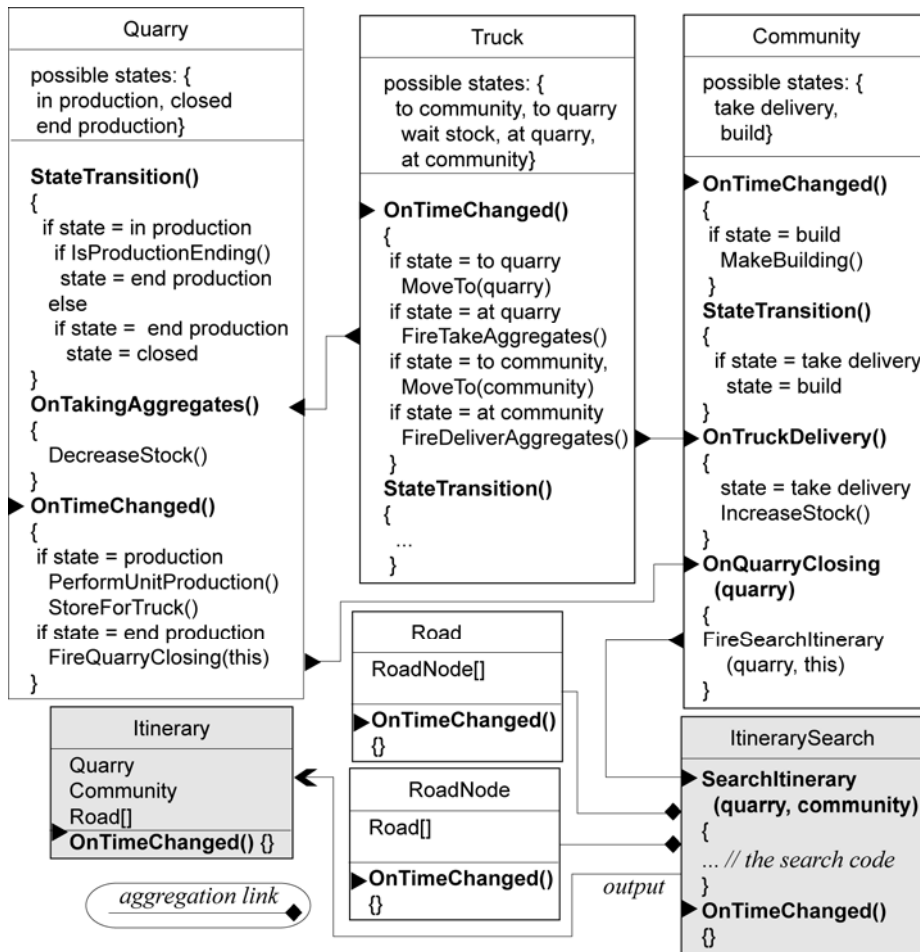 Quarry
possible states: {
in production, closed
end production}
StateTransition()
{
if state = in production
if IsProductionEnding()
state = end production
else
if state = end production
state = closed
}
OnTakingAggregates()
{
DecreaseStock()
}
OnTimeChanged()
{
if state = production
PerformUnitProduction()
StoreForTruck()
if state = end production
FireQuarryClosing(this)
}
Truck
possible states: {
to community, to quarry
wait stock, at quarry,
at community}
OnTimeChanged()
{
if state = to quarry
MoveTo(quarry)
if state = at quarry
FireTakeAggregates()
if state = to community,
MoveTo(community)
if state = at community
FireDeliverAggregates()
}
StateTransition()
{
...
}
Community
possible states: {
take delivery,
build}
OnTimeChanged()
{
if state = build
MakeBuilding()
}
StateTransition()
{
if state = take delivery
state = build
}
OnTruckDelivery()
{
state = take delivery
IncreaseStock()
}
OnQuarryClosing
(quarry)
{
FireSearchItinerary
(quarry, this)
}
Road
RoadNode[]
OnTimeChanged()
{}
Itinerary
Quarry
Community
Road[]
OnTimeChanged() {}
RoadNode
Road[]
OnTimeChanged()
{}
ItinerarySearch
SearchItinerary
(quarry, community)
{
... // the search code
}
OnTimeChanged()
{}
output
aggregation link